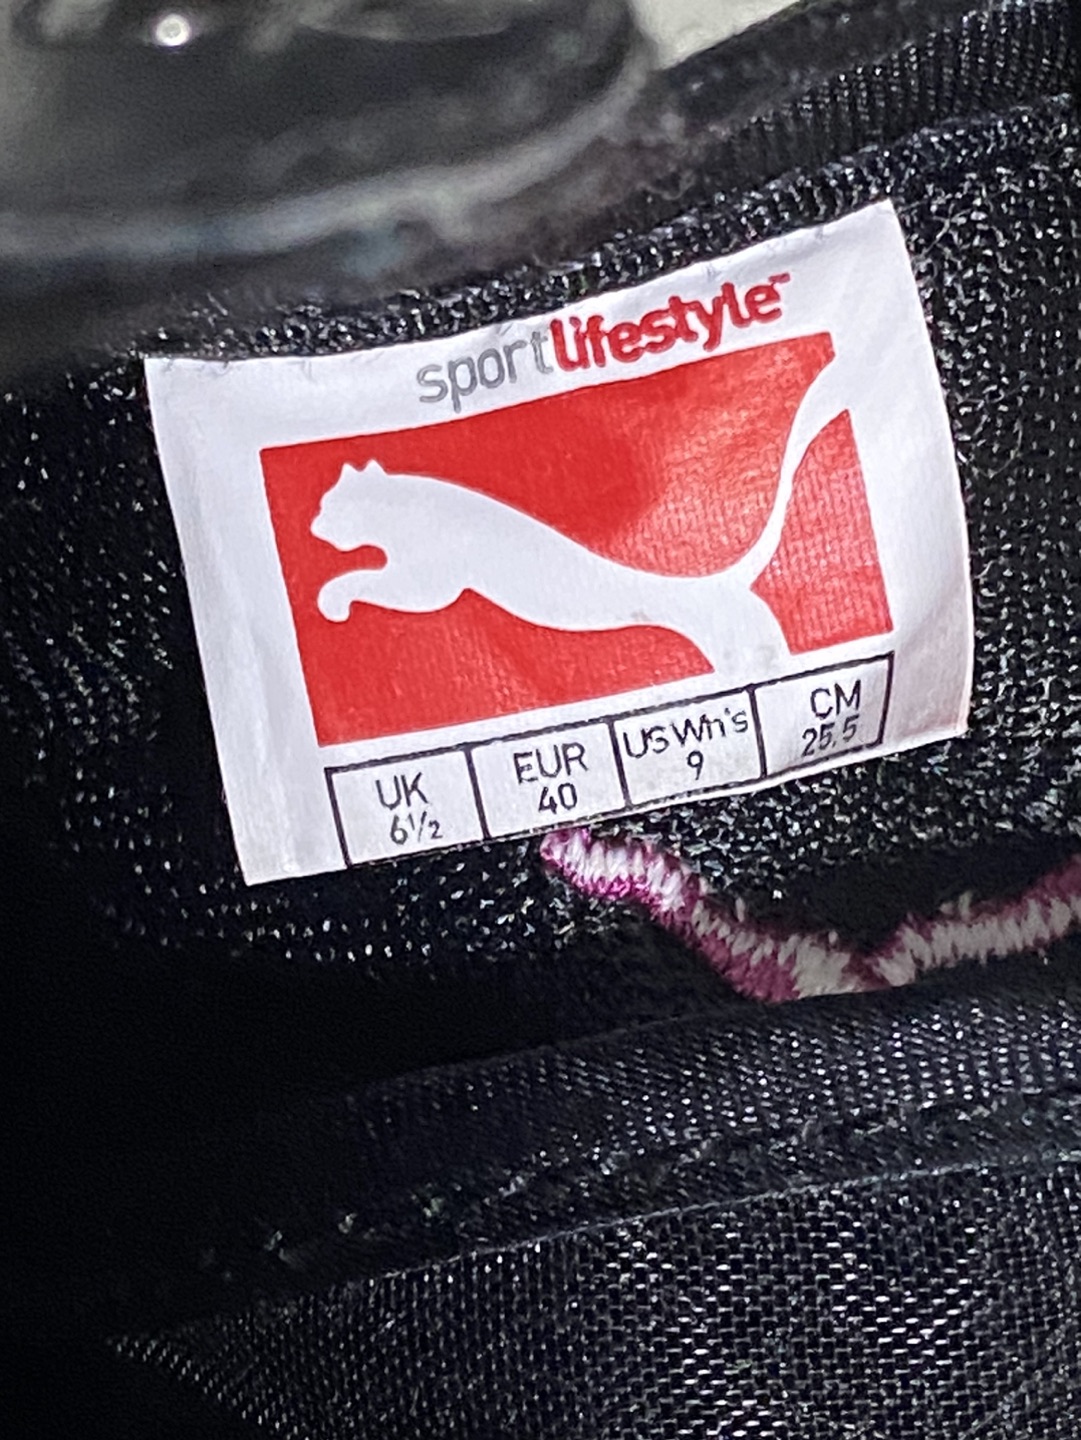 sportlifestyle™
UK EUR US Wn's CM
6½ 40 9 25.5